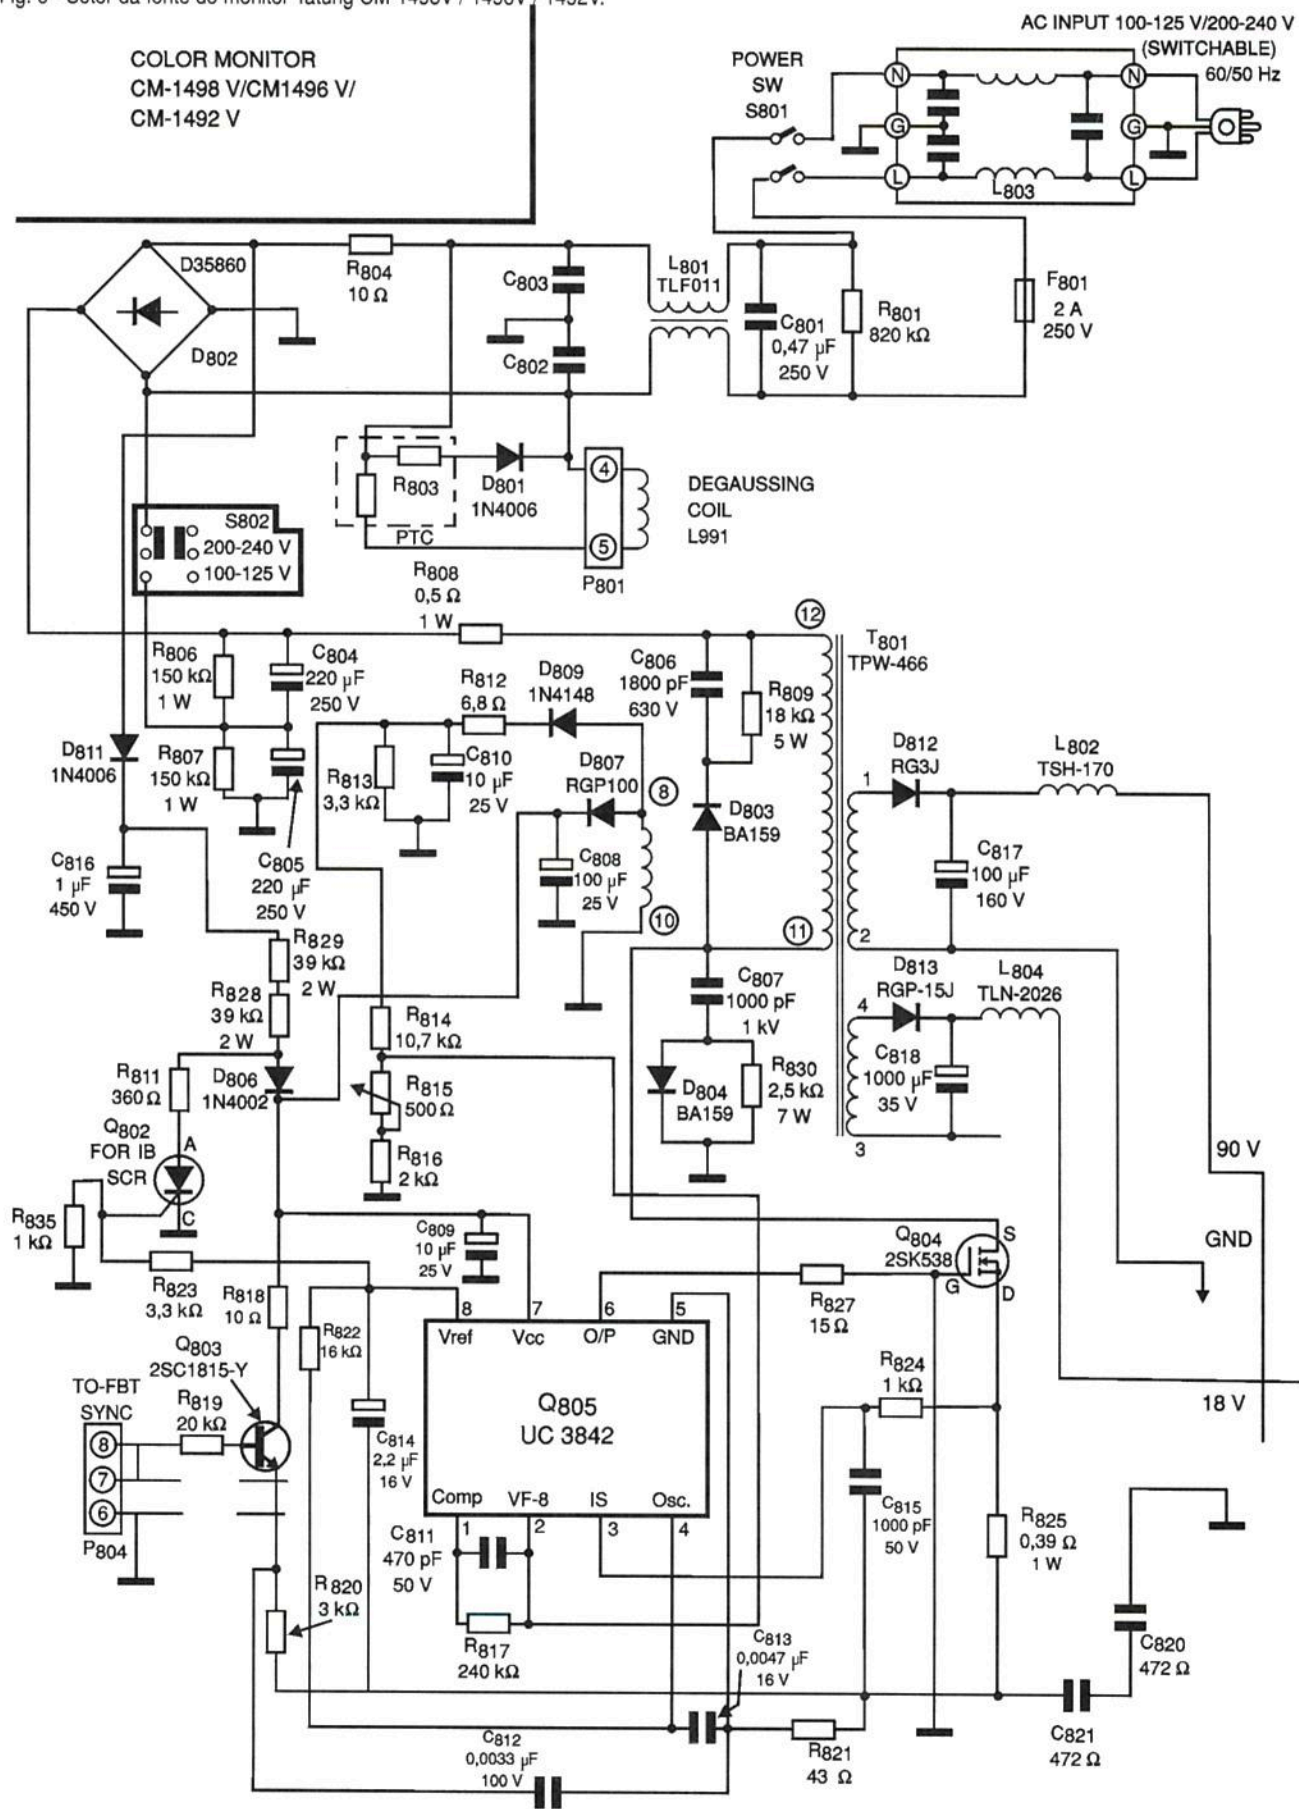 AC INPUT 100-125 V/200-240 V
(SWITCHABLE)
60/50 Hz
COLOR MONITOR
CM-1498 V/CM1496 V/
CM-1492 V
POWER
SW
S801
N
G
L
N
G
L
L803
D35860
D802
R804
10 Ω
C803
C802
L801
TLF011
C801
0,47 µF
250 V
R801
820 kΩ
F801
2 A
250 V
R803
PTC
D801
1N4006
4
5
P801
DEGAUSSING
COIL
L991
S802
200-240 V
100-125 V
R808
0,5 Ω
1 W
12
T801
TPW-466
R806
150 kΩ
1 W
C804
220 µF
250 V
R812
6,8 Ω
D809
1N4148
C806
1800 pF
630 V
R809
18 kΩ
5 W
D811
1N4006
R807
150 kΩ
1 W
R813
3,3 kΩ
C810
10 µF
25 V
D807
RGP100
8
D803
BA159
1
D812
RG3J
L802
TSH-170
C816
1 µF
450 V
C805
220 µF
250 V
C808
100 µF
25 V
10
11
C817
100 µF
160 V
2
R829
39 kΩ
2 W
R828
39 kΩ
2 W
C807
1000 pF
1 kV
D813
RGP-15J
4
L804
TLN-2026
R814
10,7 kΩ
R811
360 Ω
D806
1N4002
R815
500 Ω
D804
BA159
R830
2,5 kΩ
7 W
C818
1000 µF
35 V
3
Q802
FOR IB
SCR
A
C
R816
2 kΩ
90 V
R835
1 kΩ
C809
10 µF
25 V
Q804
2SK538
S
G
D
GND
R823
3,3 kΩ
R818
10 Ω
R822
16 kΩ
8
7
6
5
Vref
Vcc
O/P
GND
R827
15 Ω
Q803
2SC1815-Y
TO-FBT
SYNC
R819
20 kΩ
8
7
6
P804
C814
2,2 µF
16 V
Q805
UC 3842
R824
1 kΩ
18 V
Comp
VF-8
IS
Osc.
1
2
3
4
C811
470 pF
50 V
C815
1000 pF
50 V
R825
0,39 Ω
1 W
R820
3 kΩ
R817
240 kΩ
C813
0,0047 µF
16 V
C820
472 Ω
C812
0,0033 µF
100 V
R821
43 Ω
C821
472 Ω